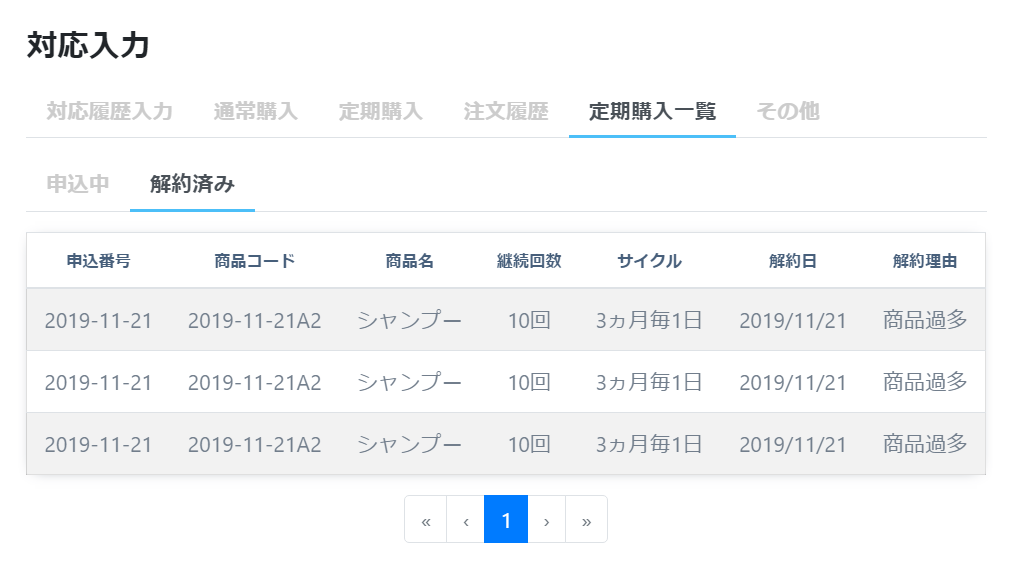 対応入力
対応履歴入力 通常購入 定期購入 注文履歴 定期購入一覧 その他
申込中 解約済み
申込番号 商品コード 商品名 継続回数 サイクル 解約日 解約理由
2019-11-21 2019-11-21A2 シャンプー 10回 3ヵ月毎1日 2019/11/21 商品過多
2019-11-21 2019-11-21A2 シャンプー 10回 3ヵ月毎1日 2019/11/21 商品過多
2019-11-21 2019-11-21A2 シャンプー 10回 3ヵ月毎1日 2019/11/21 商品過多
« ‹ 1 › »